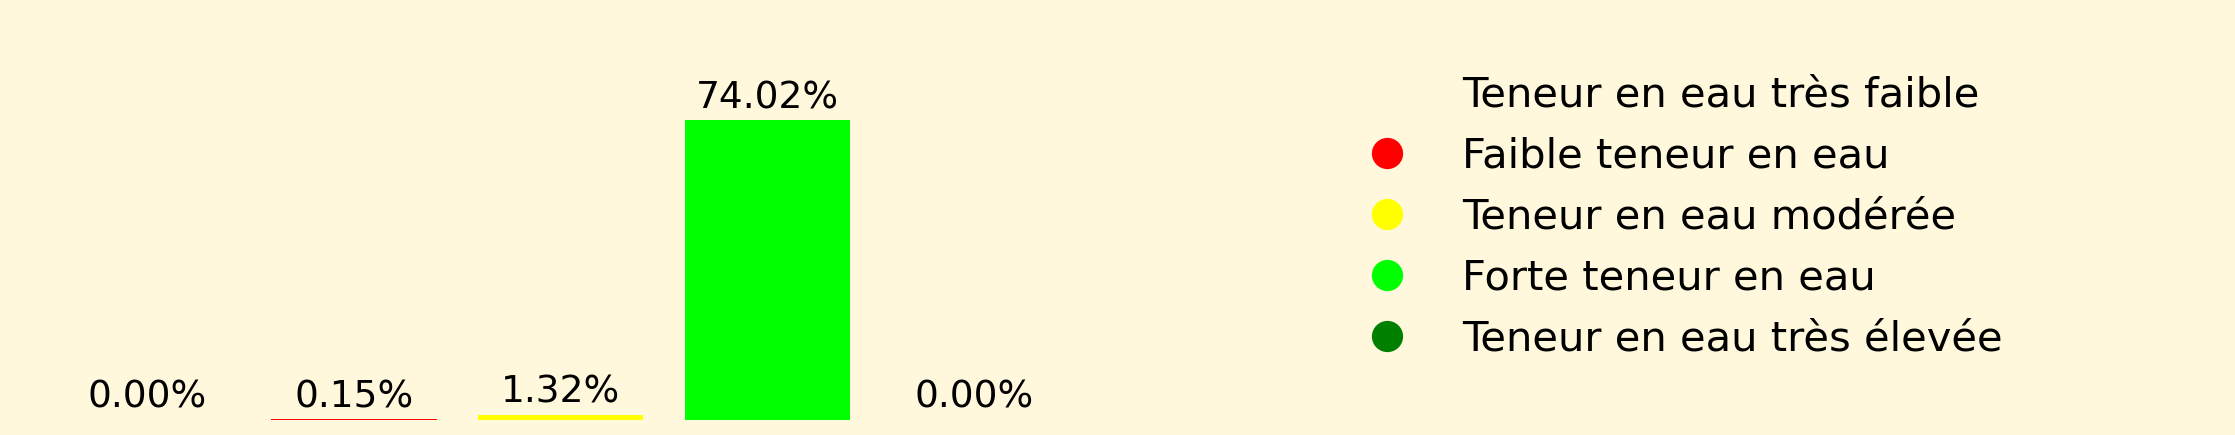 74.02%
0.00%
0.15%
1.32%
0.00%
Teneur en eau très faible
Faible teneur en eau
Teneur en eau modérée
Forte teneur en eau
Teneur en eau très élevée